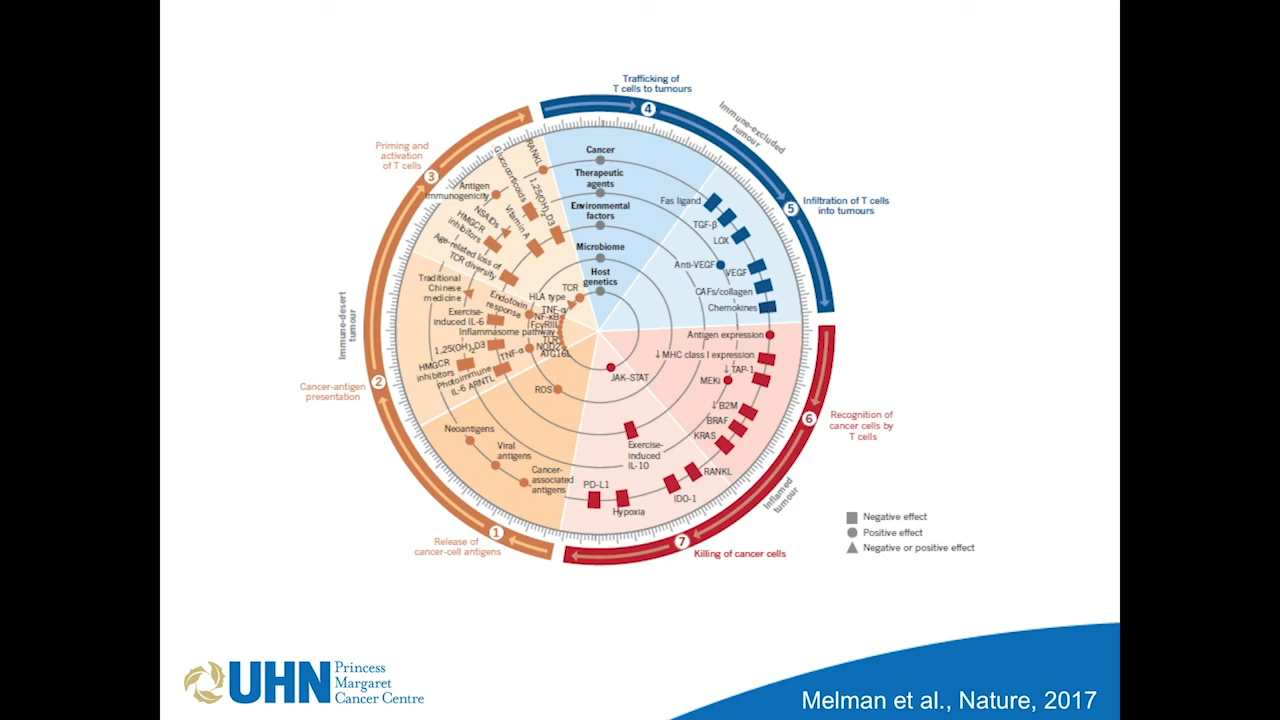 Trafficking of
T cells to tumours
4
Immune-excluded
tumour
Infiltration of T cells
into tumours
5
Priming and
activation
of T cells
3
RANKL
Glucocorticoids
1,25(OH)2D3
Antigen
immunogenicity
NSAIDs
Vitamin A
HMGCR
inhibitors
Age-related loss of
TCR diversity
Cancer
Therapeutic
agents
Environmental
factors
Microbiome
Host
genetics
Fas ligand
TGF-β
LOX
Anti-VEGF
VEGF
CAFs/collagen
Chemokines
Traditional
Chinese
medicine
Exercise-
induced IL-6
1,25(OH)2D3
HMGCR
inhibitors
Photoimmune
IL-6 ARNTL
Endotoxin
response
Inflammasome pathway
TNF-α
TCR
HLA type
TNF-α
NF-κB
FcγRIII
TLR
NOD2
ATG16L
Immune-desert
tumour
Cancer-antigen
presentation
2
ROS
Neoantigens
Viral
antigens
Cancer-
associated
antigens
1
Release of
cancer-cell antigens
JAK–STAT
Antigen expression
↓MHC class I expression
↓TAP-1
MEKi
↓B2M
BRAF
KRAS
RANKL
Exercise-
induced
IL-10
PD-L1
IDO-1
Hypoxia
6
Recognition of
cancer cells by
T cells
Inflamed
tumour
7
Killing of cancer cells
Negative effect
Positive effect
Negative or positive effect
UHN
Princess
Margaret
Cancer Centre
Melman et al., Nature, 2017